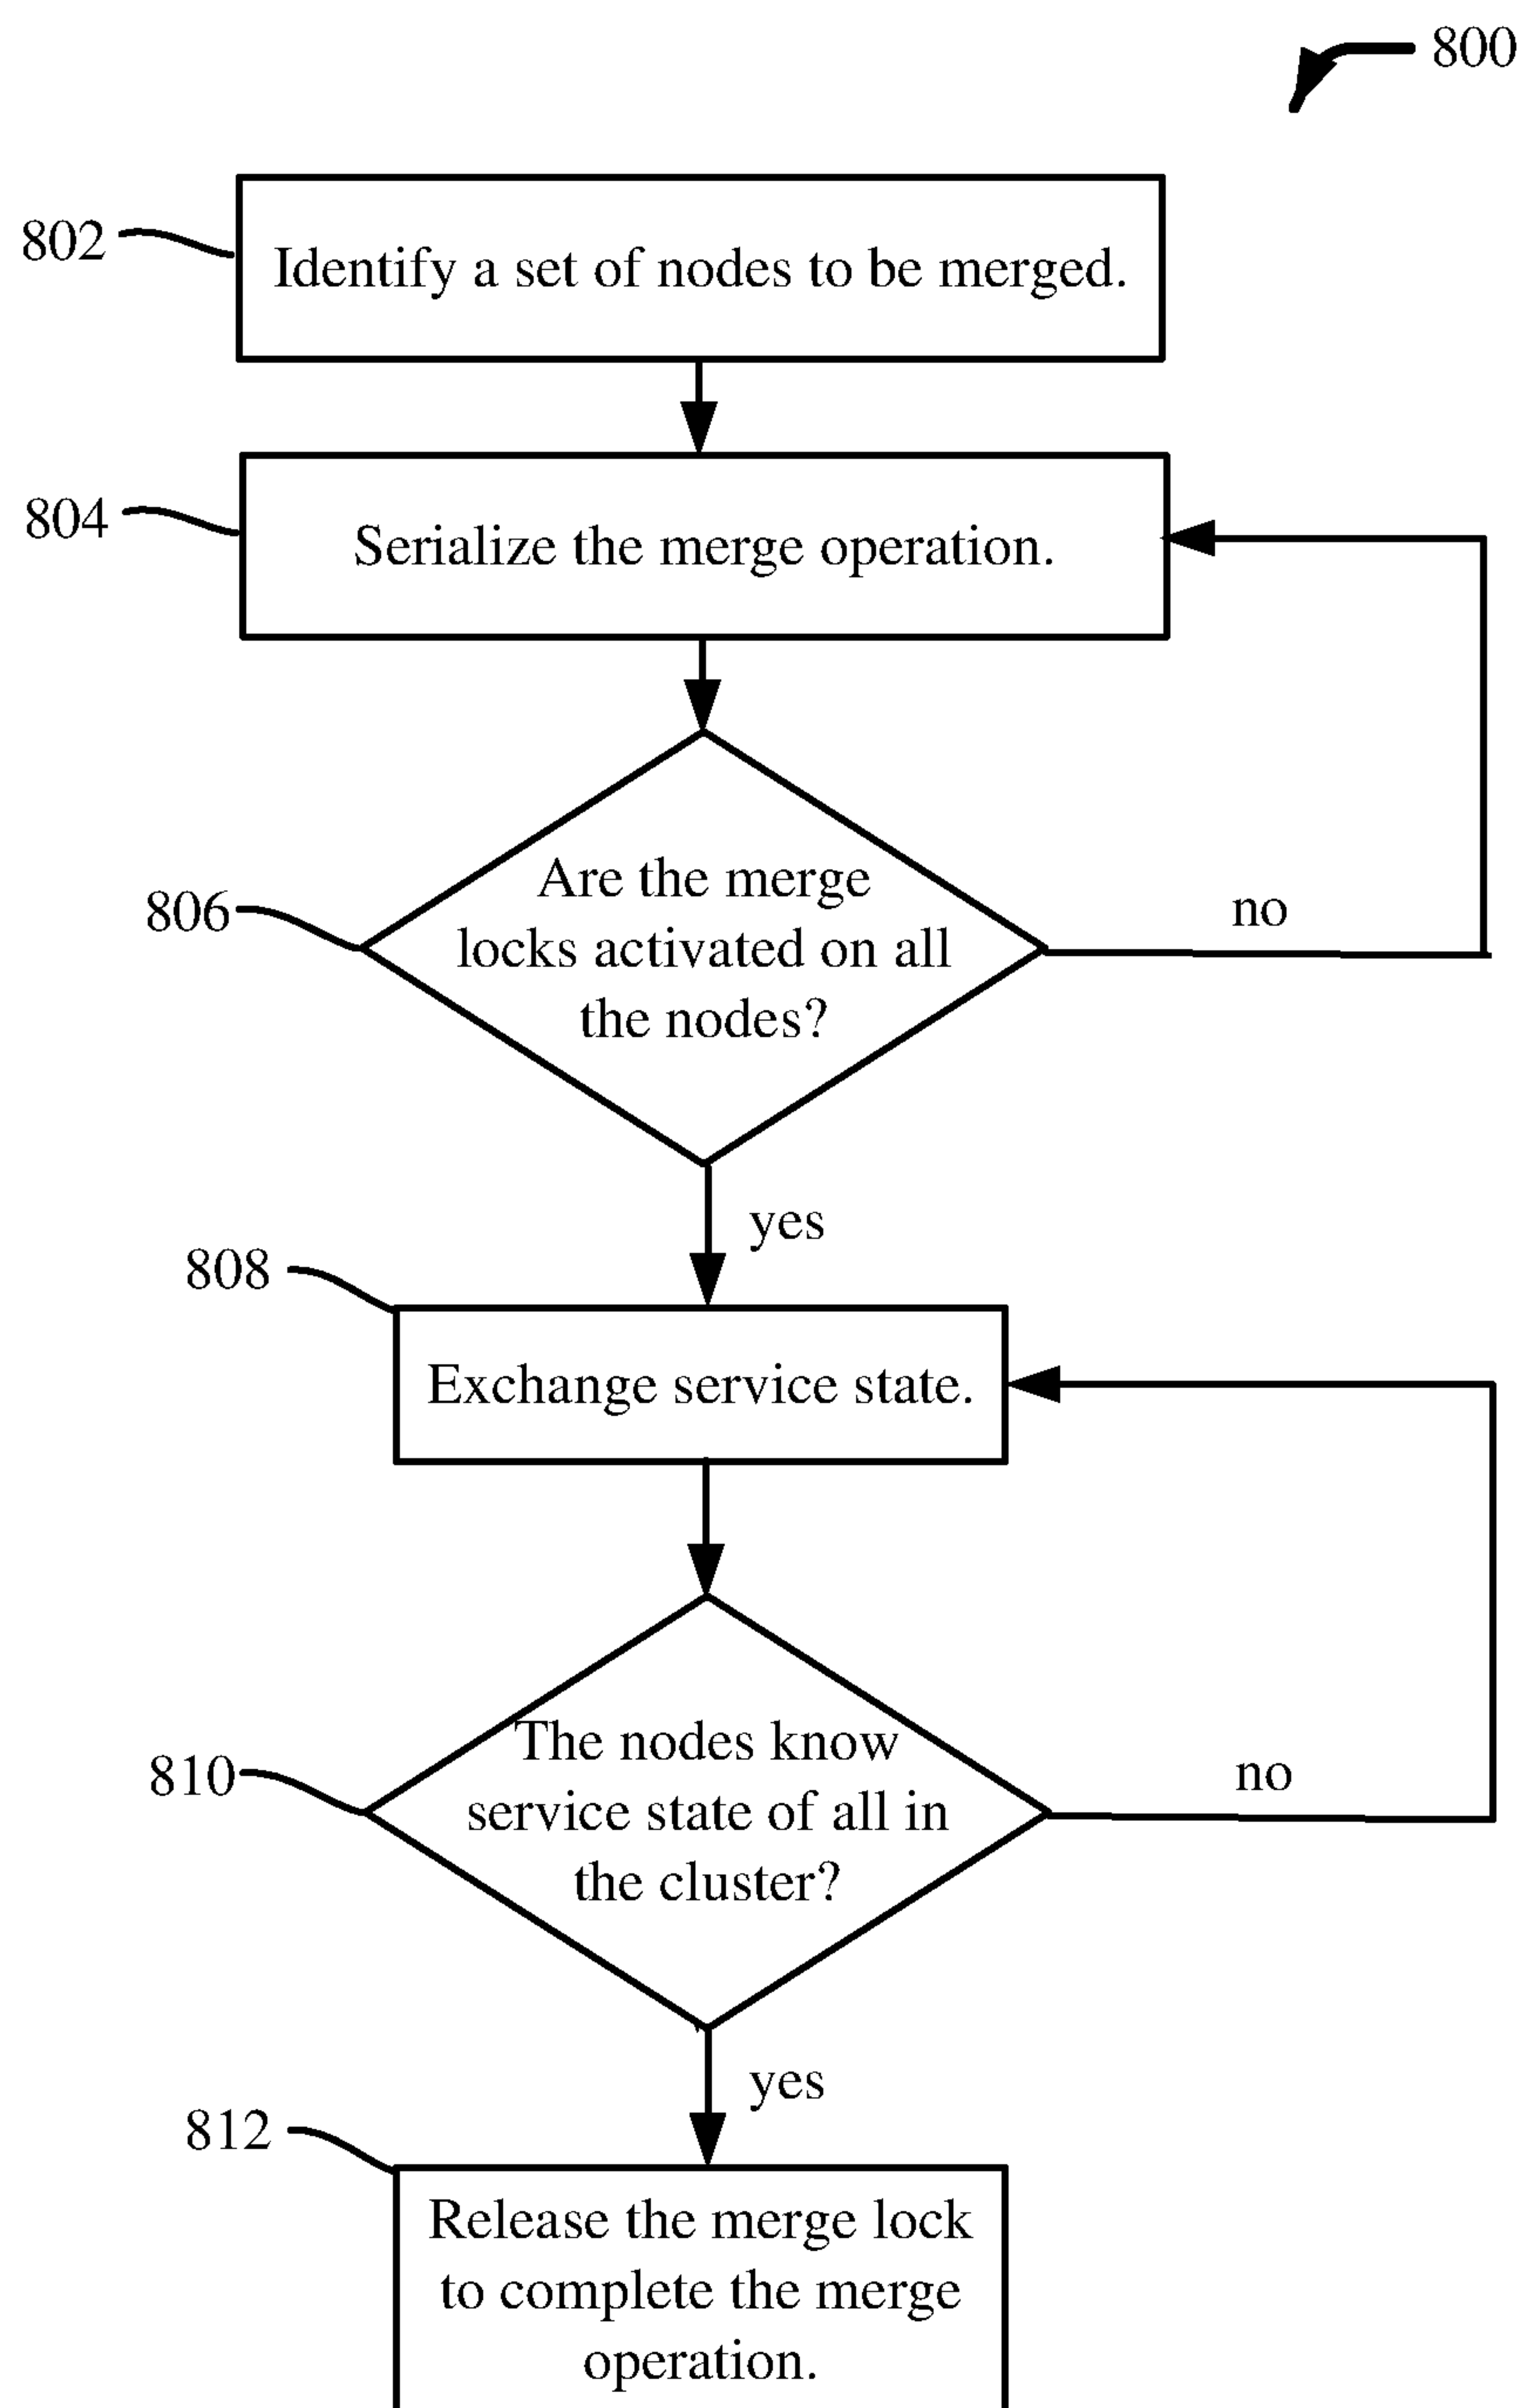 800
802
Identify a set of nodes to be merged.
804
Serialize the merge operation.
806
Are the merge
locks activated on all
the nodes?
no
yes
808
Exchange service state.
810
The nodes know
service state of all in
the cluster?
no
yes
812
Release the merge lock
to complete the merge
operation.